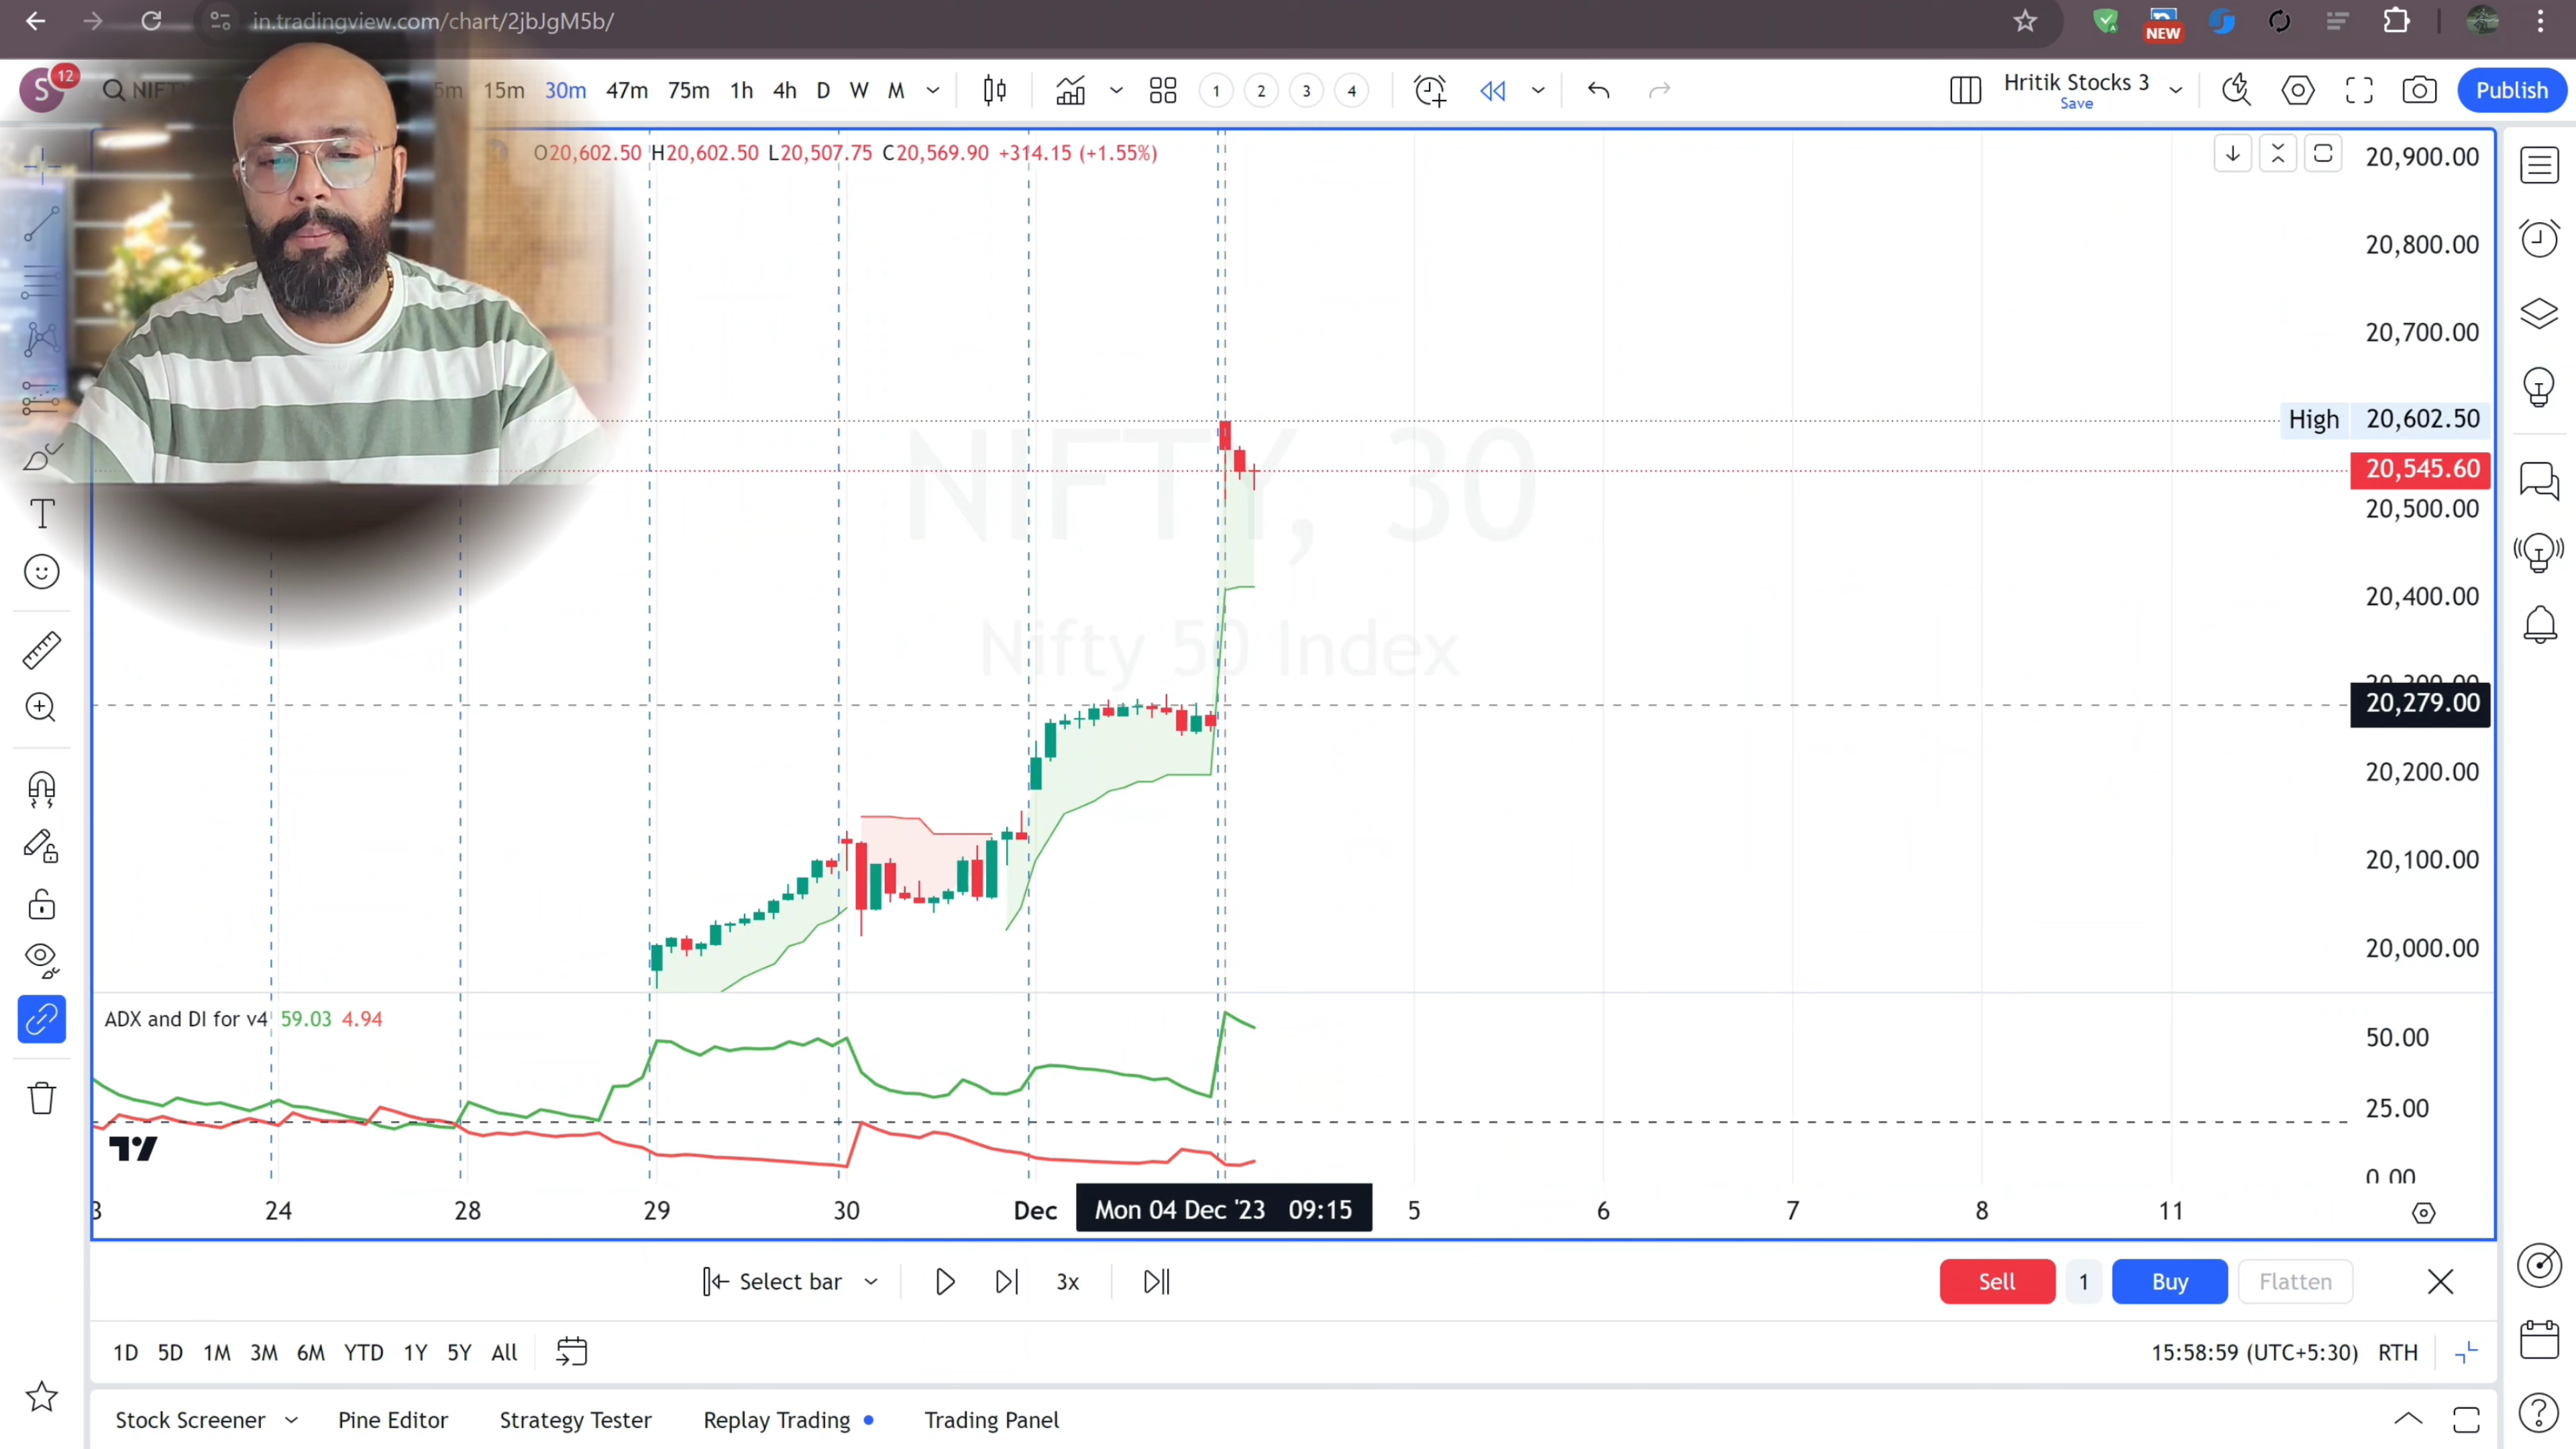 in.tradingview.com/chart/2jbJgM5b/
NEW
S
12
NIFT
5m 15m 30m 47m 75m 1h 4h D W M
1 2 3 4
Hritik Stocks 3
Save
Publish
O20,602.50 H20,602.50 L20,507.75 C20,569.90 +314.15 (+1.55%)
20,900.00
20,800.00
20,700.00
High 20,602.50
20,545.60
20,500.00
20,400.00
20,279.00
20,200.00
20,100.00
20,000.00
NIFTY, 30
Nifty 50 Index
ADX and DI for v4 59.03 4.94
50.00
25.00
0.00
24 28 29 30 Dec Mon 04 Dec '23 09:15 5 6 7 8 11
Select bar
3x
Sell 1 Buy Flatten
1D 5D 1M 3M 6M YTD 1Y 5Y All
15:58:59 (UTC+5:30) RTH
Stock Screener Pine Editor Strategy Tester Replay Trading Trading Panel